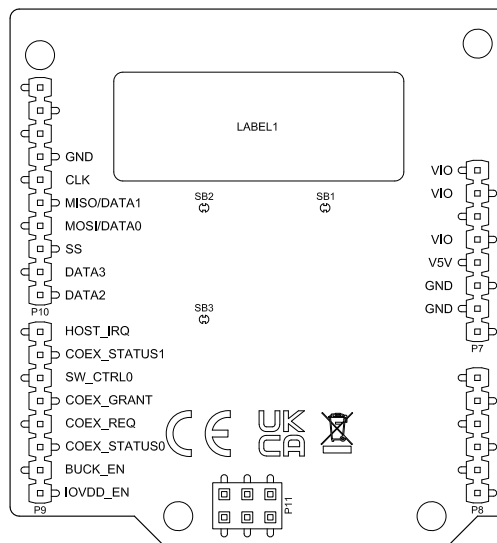 LABEL1
GND
CLK
MISO/DATA1
MOSI/DATA0
SS
DATA3
DATA2
P10
HOST_IRQ
COEX_STATUS1
SW_CTRL0
COEX_GRANT
COEX_REQ
COEX_STATUS0
BUCK_EN
IOVDD_EN
P9
SB2
SB1
SB3
VIO
VIO
VIO
V5V
GND
GND
P7
P8
CE
UK
CA
P11